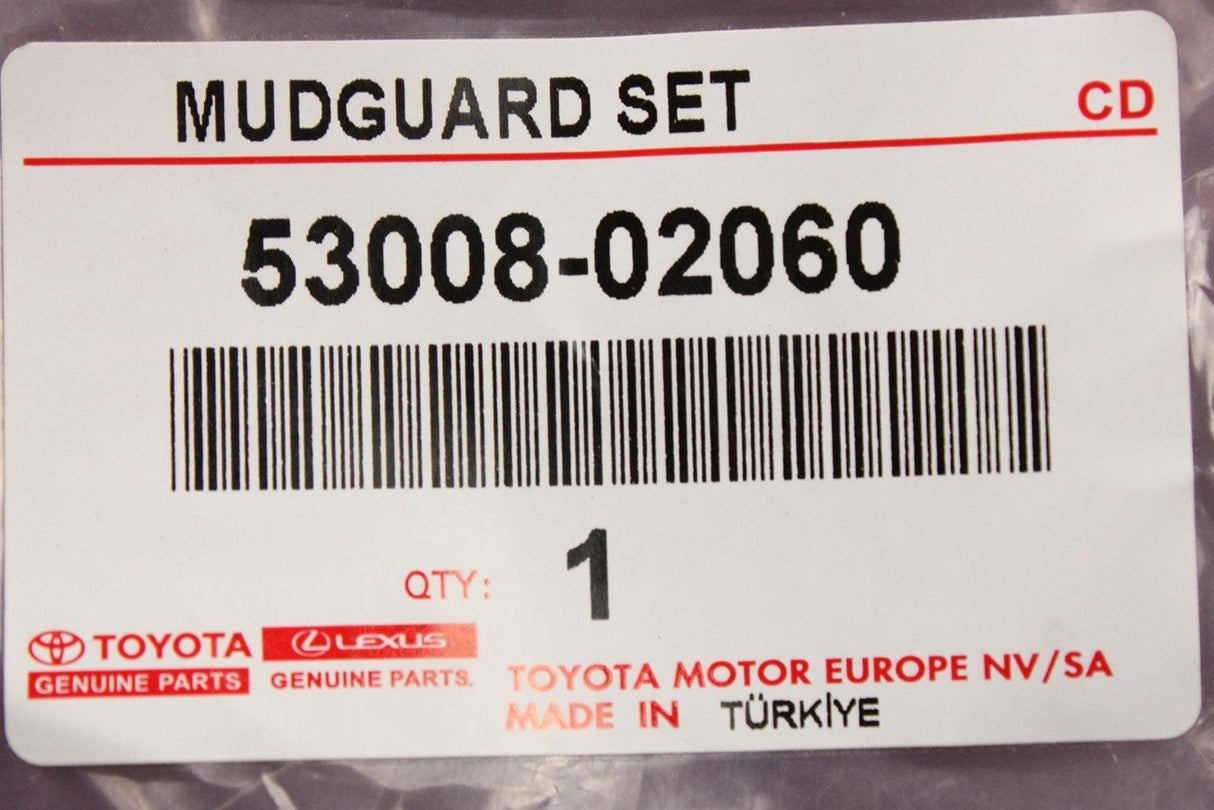 MUDGUARD SET CD
53008-02060
1
QTY:
TOYOTA LEXUS
GENUINE PARTS GENUINE PARTS.
TOYOTA MOTOR EUROPE NV/SA
MADE IN TÜRKİYE